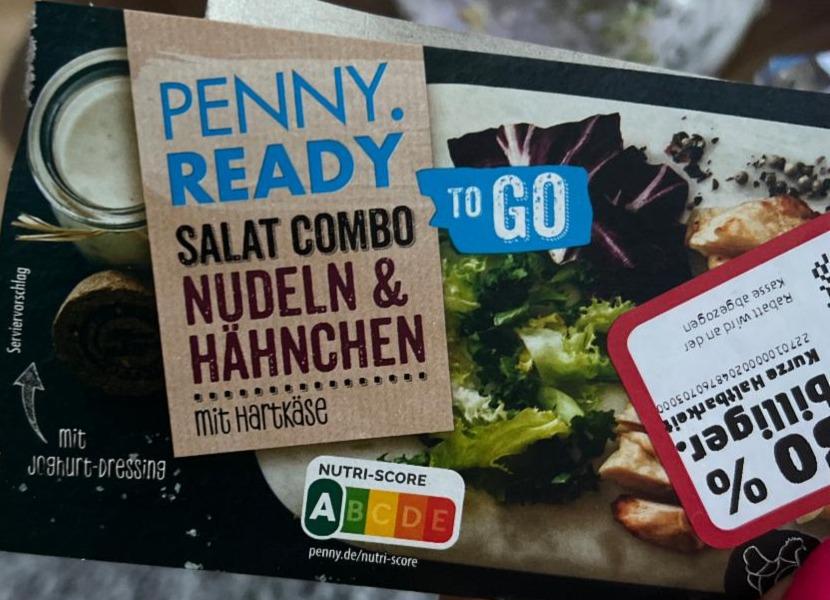 PENNY.
READY
TO GO
SALAT COMBO
NUDELN &
HÄHNCHEN
mit Hartkäse
Serviervorschlag
mit
Joghurt-Dressing
NUTRI-SCORE
A B C D E
penny.de/nutri-score
0 %
billiger.
Kurze Haltbarkeit
Rabatt wird an der
Kasse abgezogen